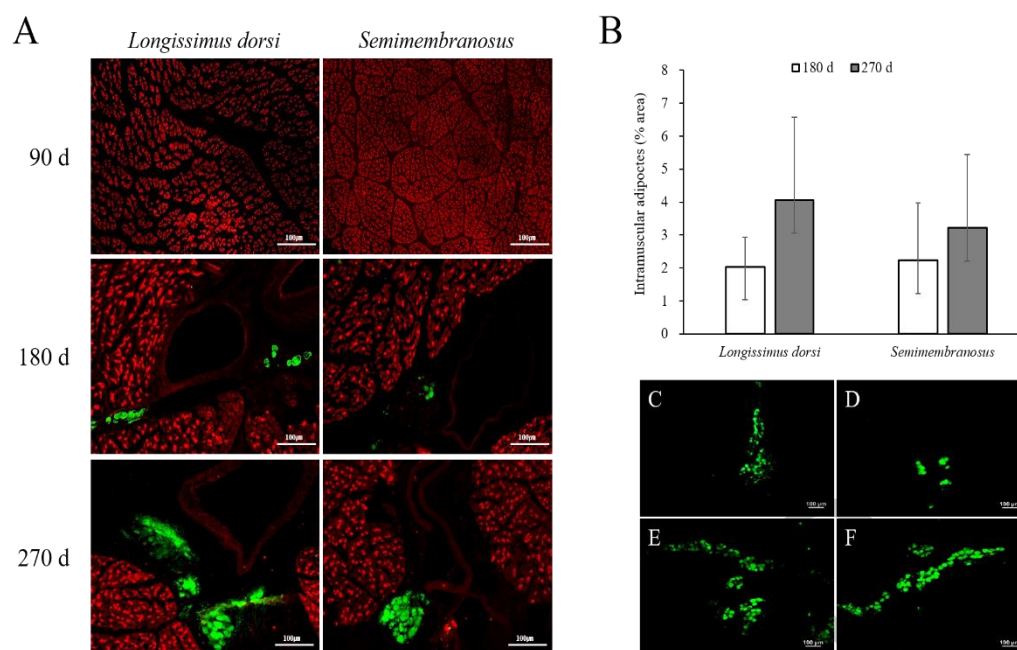 A
Longissimus dorsi
Semimembranosus
90 d
100μm
100μm
180 d
100μm
100μm
270 d
100μm
100μm
B
180 d
270 d
Intramuscular adipoctes (% area)
8
7
6
5
4
3
2
1
0
Longissimus dorsi
Semimembranosus
C
100 μm
D
100 μm
E
100 μm
F
100 μm